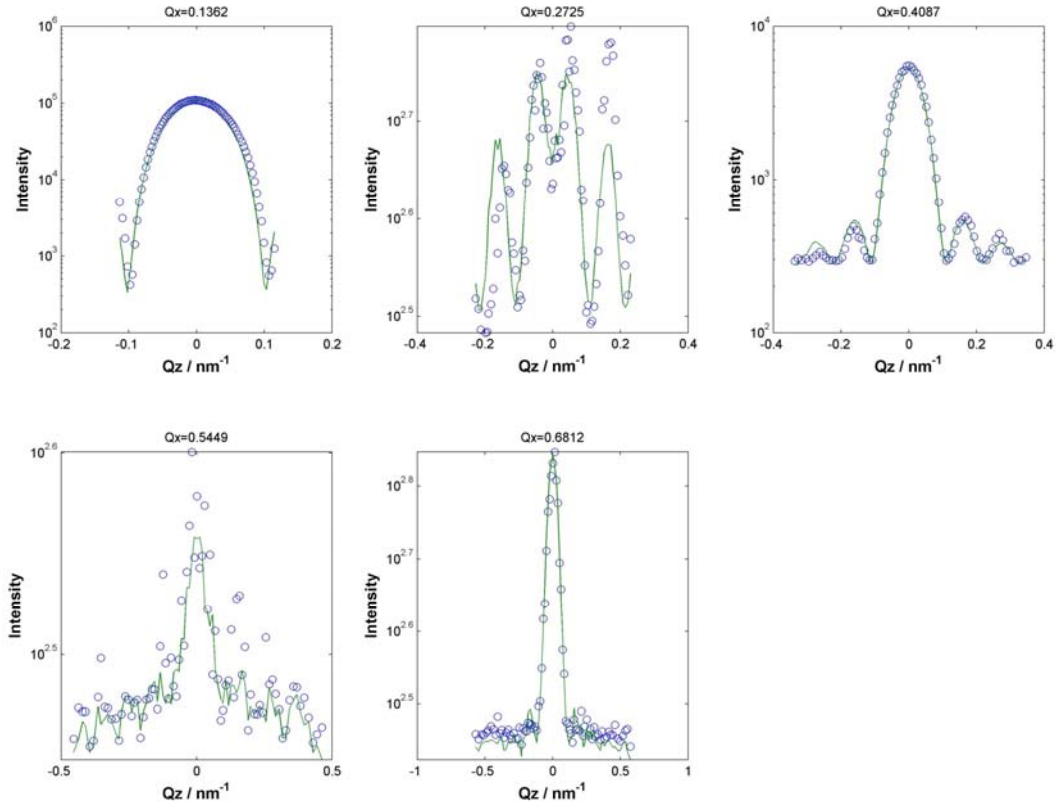 Qx=0.1362
10^6
10^5
10^4
10^3
10^2
Intensity
-0.2 -0.1 0 0.1 0.2
Qz / nm^-1
Qx=0.2725
10^2.7
10^2.6
10^2.5
Intensity
-0.4 -0.2 0 0.2 0.4
Qz / nm^-1
Qx=0.4087
10^4
10^3
10^2
Intensity
-0.4 -0.2 0 0.2 0.4
Qz / nm^-1
Qx=0.5449
10^2.6
10^2.5
Intensity
-0.5 0 0.5
Qz / nm^-1
Qx=0.6812
10^2.8
10^2.7
10^2.6
10^2.5
Intensity
-1 -0.5 0 0.5 1
Qz / nm^-1